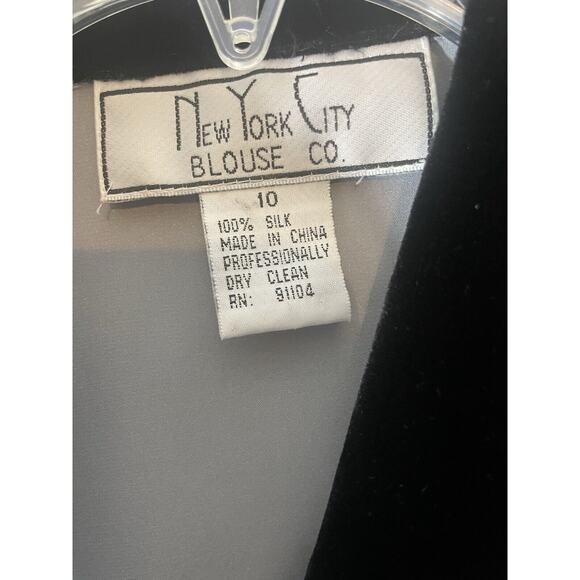 New York City
BLOUSE CO.
10
100% SILK
MADE IN CHINA
PROFESSIONALLY
DRY CLEAN
RN: 91104